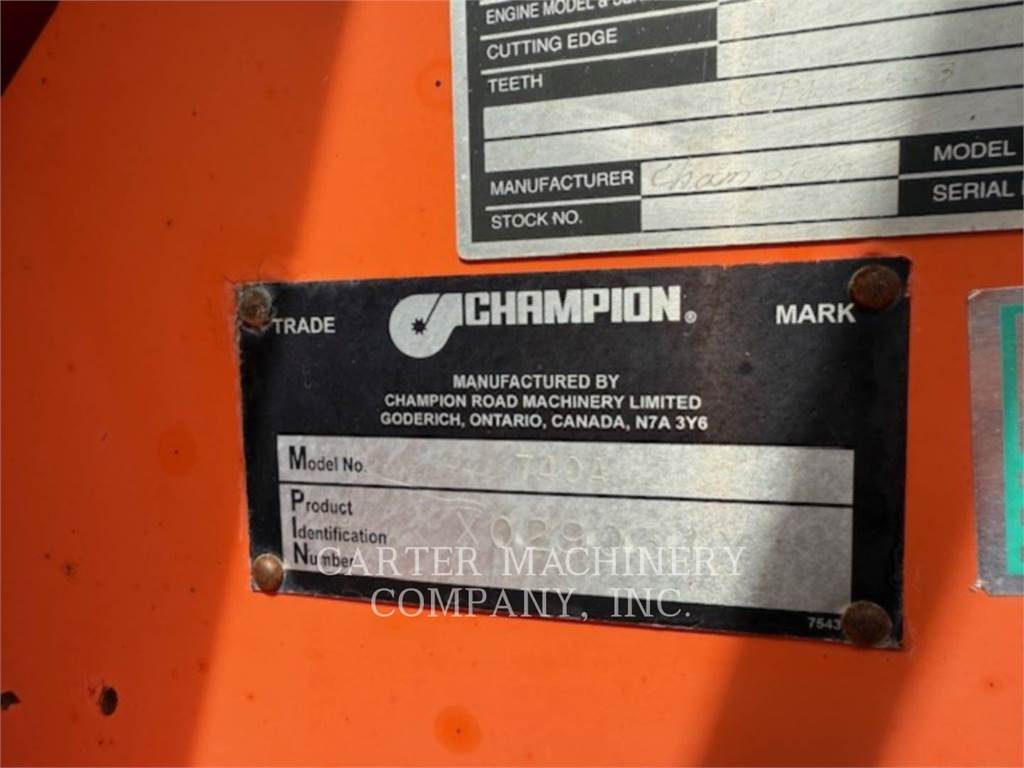 ENGINE MODEL &
CUTTING EDGE
TEETH
MANUFACTURER Champion
MODEL
STOCK NO.
SERIAL
TRADE
CHAMPION®
MARK
MANUFACTURED BY
CHAMPION ROAD MACHINERY LIMITED
GODERICH, ONTARIO, CANADA, N7A 3Y6
Model No. 740A
Product
Identification
Number
CARTER MACHINERY
COMPANY, INC.
7543